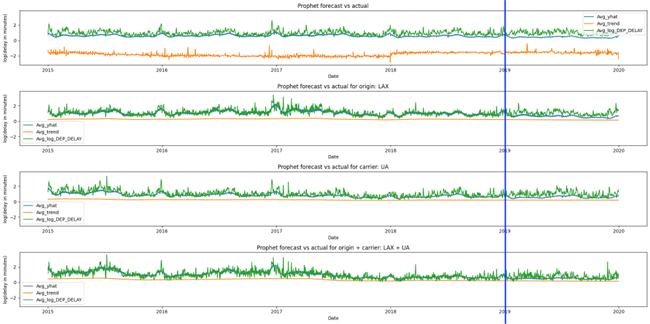 Prophet forecast vs actual
Avg_yhat
Avg_trend
Avg_log_DEP_DELAY
log(delay in minutes)
2
0
−2
2015
2016
2017
2018
2019
2020
Date
Prophet forecast vs actual for origin: LAX
log(delay in minutes)
2
0
−2
Avg_yhat
Avg_trend
Avg_log_DEP_DELAY
2015
2016
2017
2018
2019
2020
Date
Prophet forecast vs actual for carrier: UA
log(delay in minutes)
2
0
−2
Avg_yhat
Avg_trend
Avg_log_DEP_DELAY
2015
2016
2017
2018
2019
2020
Date
Prophet forecast vs actual for origin + carrier: LAX + UA
log(delay in minutes)
2
0
−2
Avg_yhat
Avg_trend
Avg_log_DEP_DELAY
2015
2016
2017
2018
2019
2020
Date